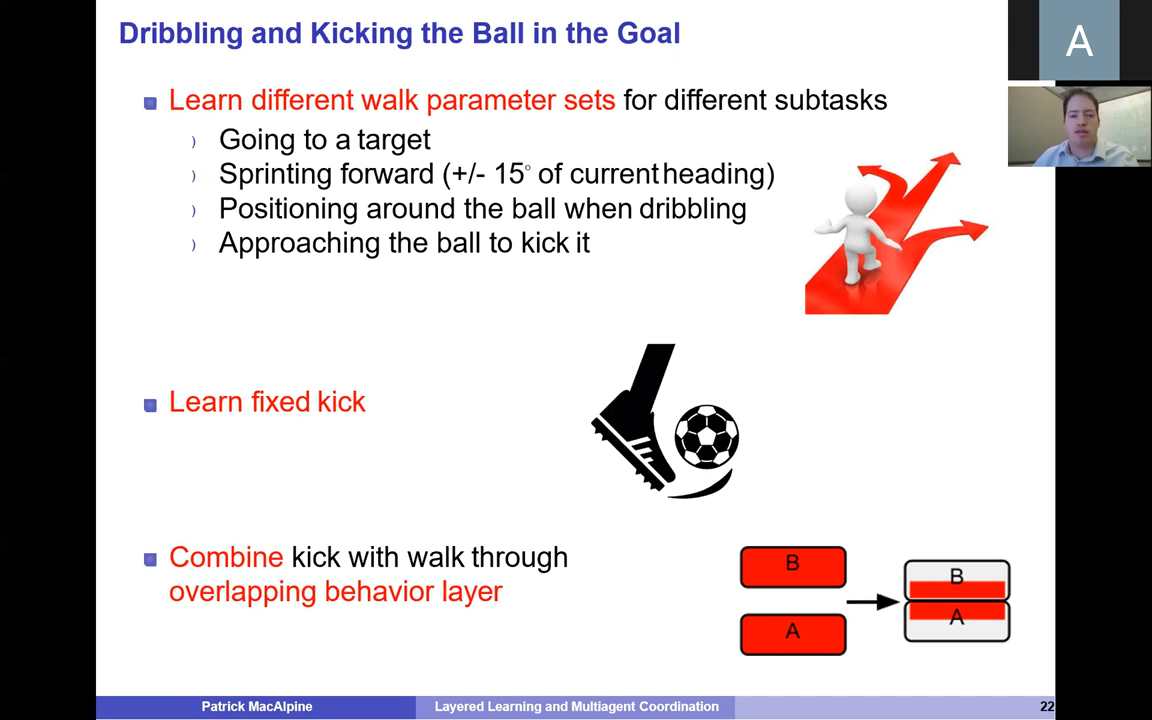 Dribbling and Kicking the Ball in the Goal
A
Learn different walk parameter sets for different subtasks
Going to a target
Sprinting forward (+/- 15° of current heading)
Positioning around the ball when dribbling
Approaching the ball to kick it
Learn fixed kick
Combine kick with walk through
overlapping behavior layer
B
A
B
A
Patrick MacAlpine
Layered Learning and Multiagent Coordination
22